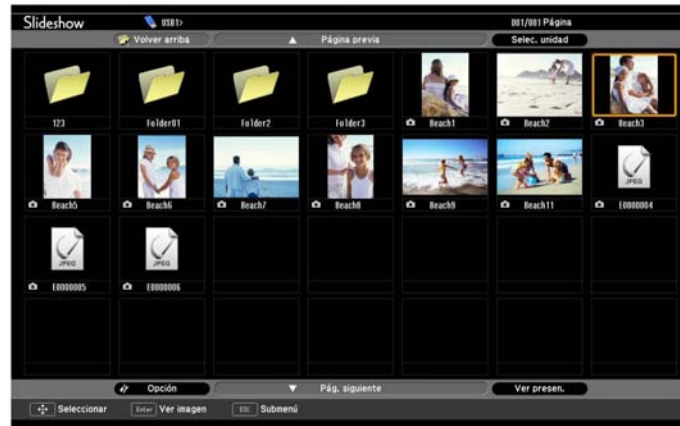 Slideshow USB1> 001/001 Página
Volver arriba Página previa Selec. unidad
123 Folder01 Folder2 Folder3 Beach1 Beach2 Beach3
JPEG
Beach5 Beach6 Beach7 Beach8 Beach9 Beach11 E0000004
JPEG JPEG
E0000005 E0000006
Opción Pág. siguiente Ver presen.
Seleccionar Enter Ver imagen ESC Submenú